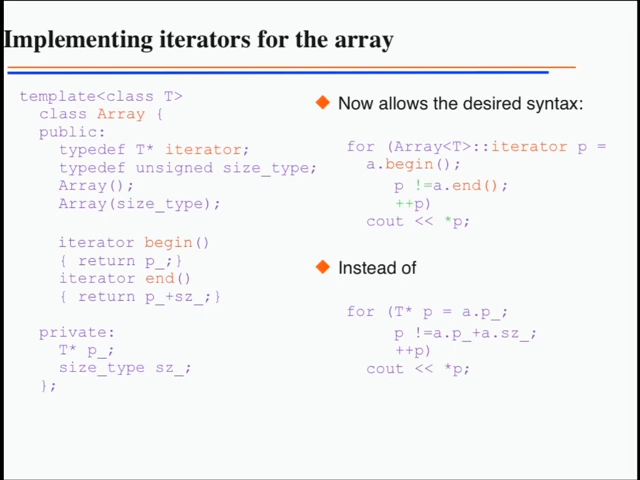 Implementing iterators for the array
template<class T>
class Array {
public:
typedef T* iterator;
typedef unsigned size_type;
Array();
Array(size_type);
iterator begin()
{ return p_;}
iterator end()
{ return p_+sz_;}
private:
T* p_;
size_type sz_;
};
Now allows the desired syntax:
for (Array<T>::iterator p =
a.begin();
p !=a.end();
++p)
cout << *p;
Instead of
for (T* p = a.p_;
p !=a.p_+a.sz_;
++p)
cout << *p;